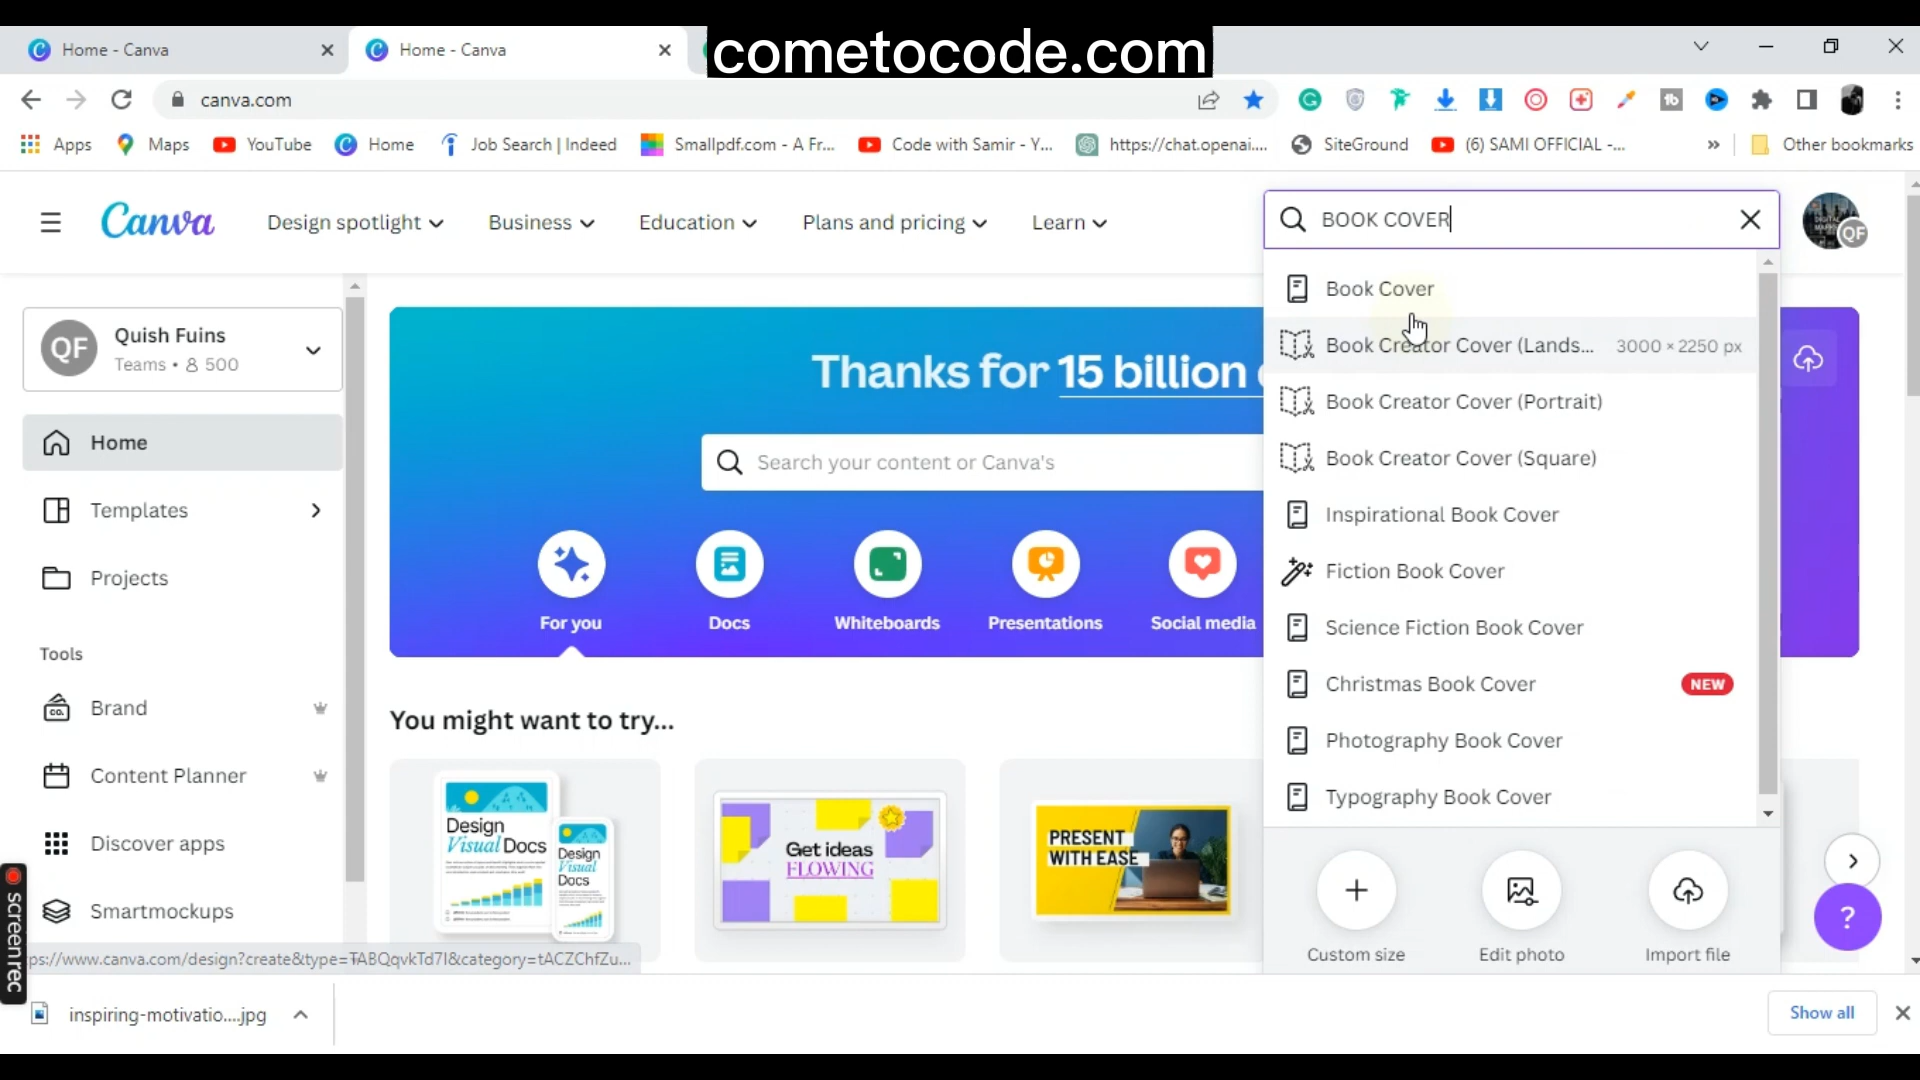 Home - Canva
Home - Canva
cometocode.com
canva.com
Apps
Maps
YouTube
Home
Job Search | Indeed
Smallpdf.com - A Fr...
Code with Samir - Y...
https://chat.openai....
SiteGround
(6) SAMI OFFICIAL -...
»
Other bookmarks
Canva
Design spotlight
Business
Education
Plans and pricing
Learn
BOOK COVER
QF
QF
Quish Fuins
Teams • 500
Home
Templates
Projects
Tools
Brand
Content Planner
Discover apps
Smartmockups
Thanks for 15 billion
Search your content or Canva's
For you
Docs
Whiteboards
Presentations
Social media
Book Cover
Book Creator Cover (Lands... 3000 × 2250 px
Book Creator Cover (Portrait)
Book Creator Cover (Square)
Inspirational Book Cover
Fiction Book Cover
Science Fiction Book Cover
Christmas Book Cover NEW
Photography Book Cover
Typography Book Cover
Custom size
Edit photo
Import file
You might want to try...
Design
Visual Docs
Design
Visual
Docs
Get ideas
FLOWING
PRESENT
WITH EASE
?
screenrec
ps://www.canva.com/design?create&type=TABQqvkTd7I&category=tACZChfZu...
inspiring-motivatio....jpg
Show all